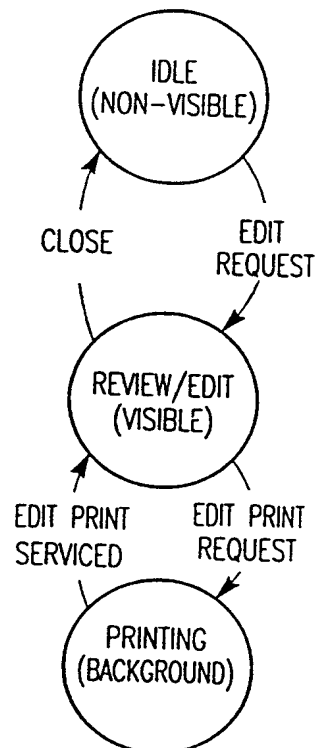 IDLE
(NON-VISIBLE)
CLOSE
EDIT
REQUEST
REVIEW/EDIT
(VISIBLE)
EDIT PRINT
SERVICED
EDIT PRINT
REQUEST
PRINTING
(BACKGROUND)